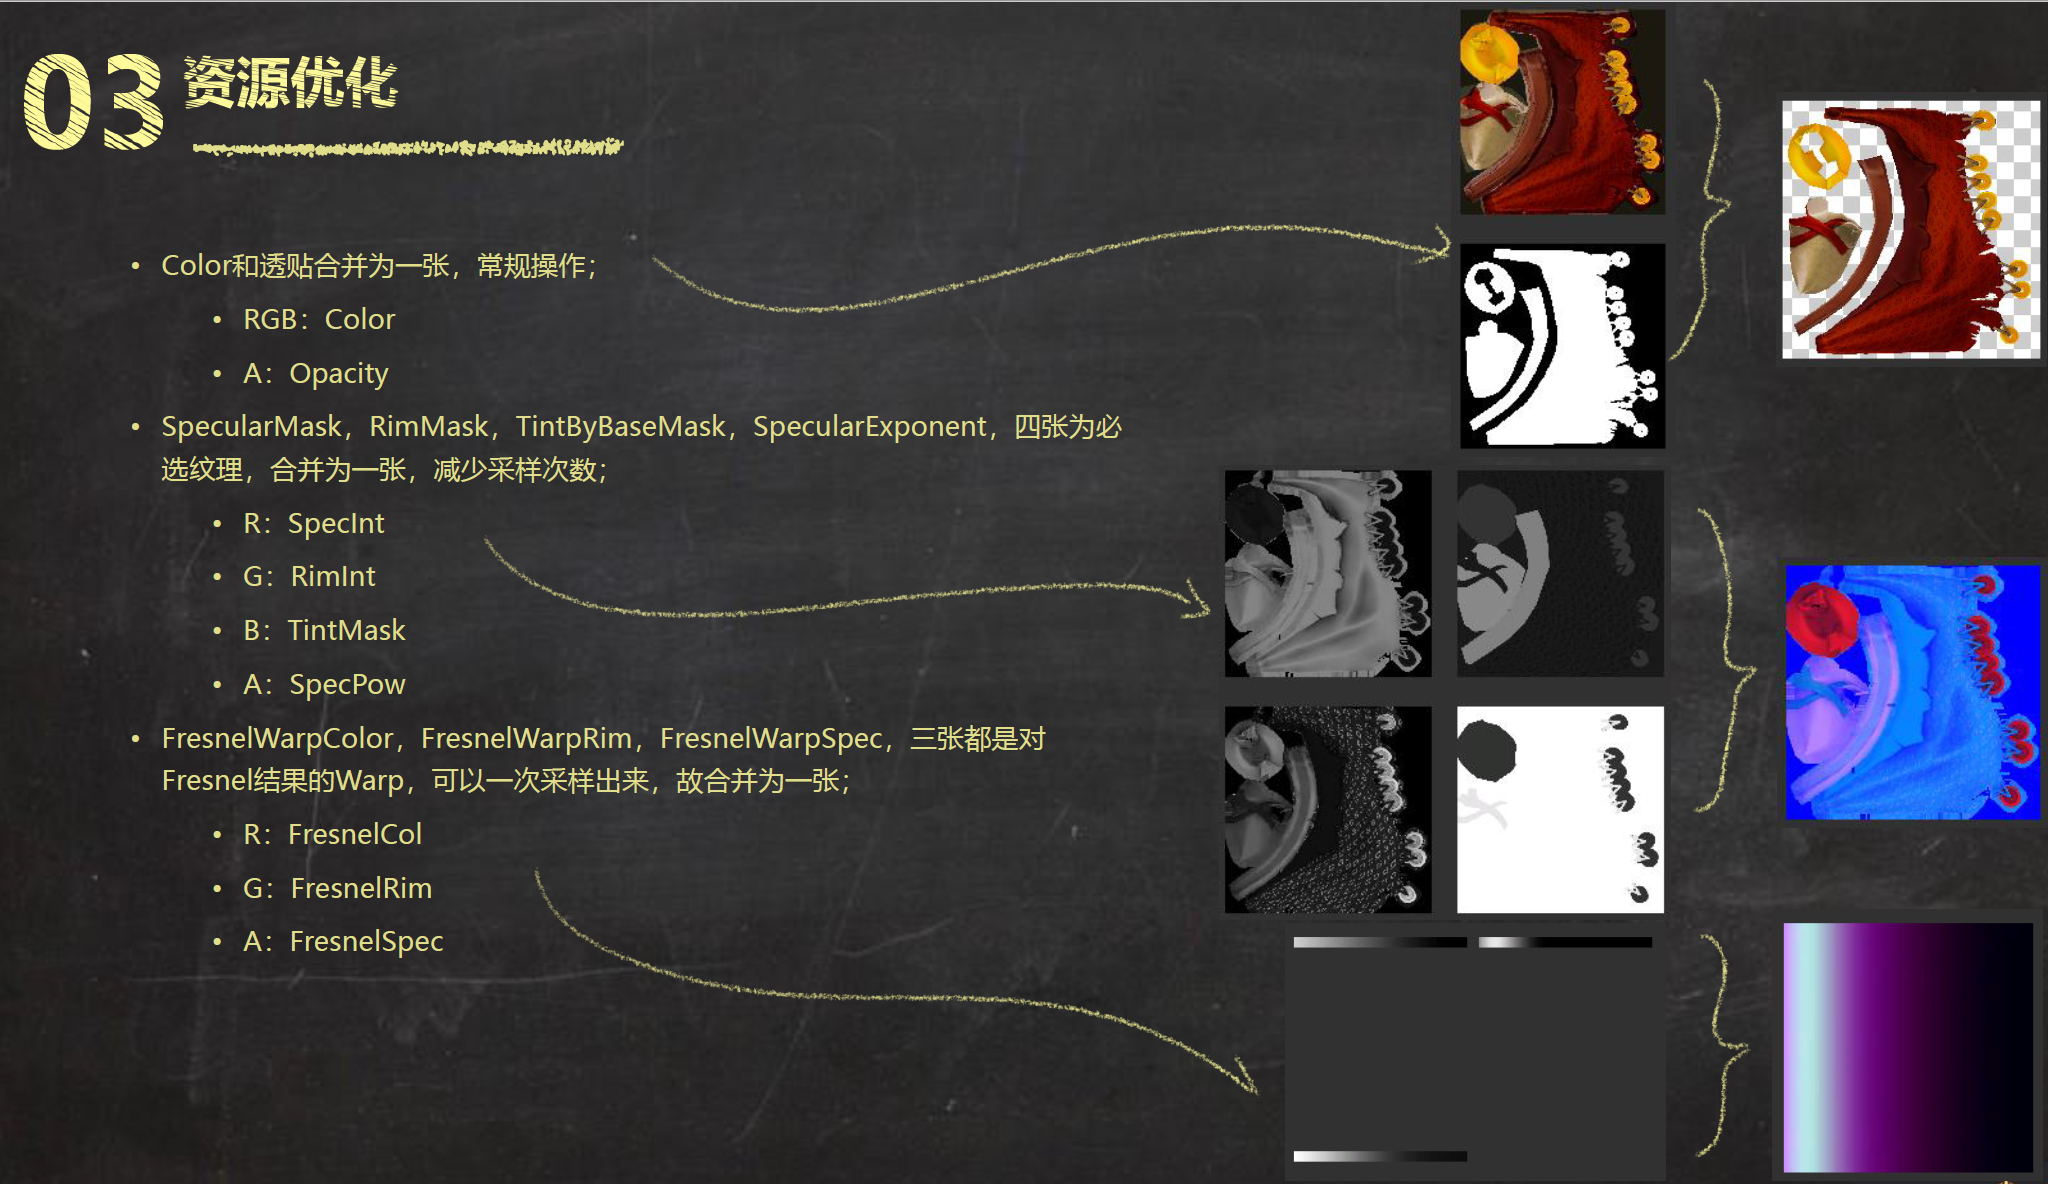 03 资源优化
• Color和透贴合并为一张，常规操作；
• RGB：Color
• A：Opacity
• SpecularMask，RimMask，TintByBaseMask，SpecularExponent，四张为必
选纹理，合并为一张，减少采样次数；
• R：SpecInt
• G：RimInt
• B：TintMask
• A：SpecPow
• FresnelWarpColor，FresnelWarpRim，FresnelWarpSpec，三张都是对
Fresnel结果的Warp，可以一次采样出来，故合并为一张；
• R：FresnelCol
• G：FresnelRim
• A：FresnelSpec